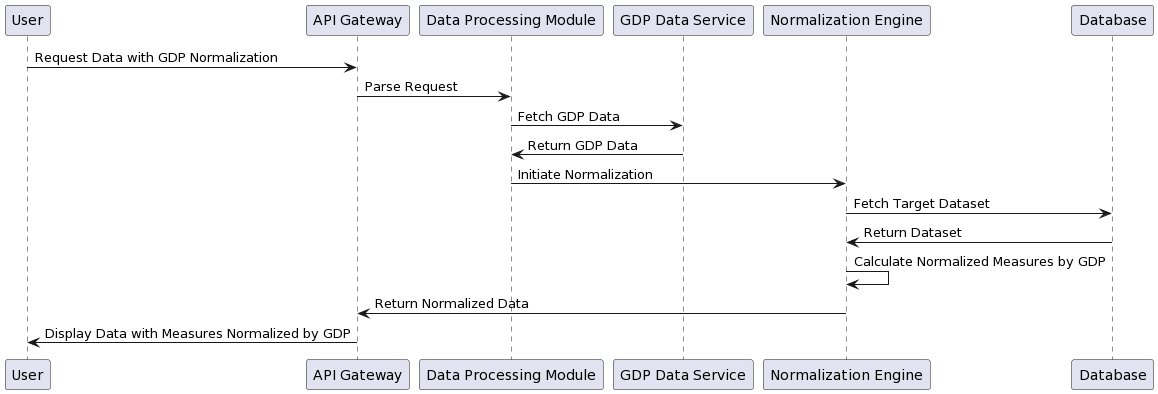 User
API Gateway
Data Processing Module
GDP Data Service
Normalization Engine
Database
Request Data with GDP Normalization
Parse Request
Fetch GDP Data
Return GDP Data
Initiate Normalization
Fetch Target Dataset
Return Dataset
Calculate Normalized Measures by GDP
Return Normalized Data
Display Data with Measures Normalized by GDP
User
API Gateway
Data Processing Module
GDP Data Service
Normalization Engine
Database